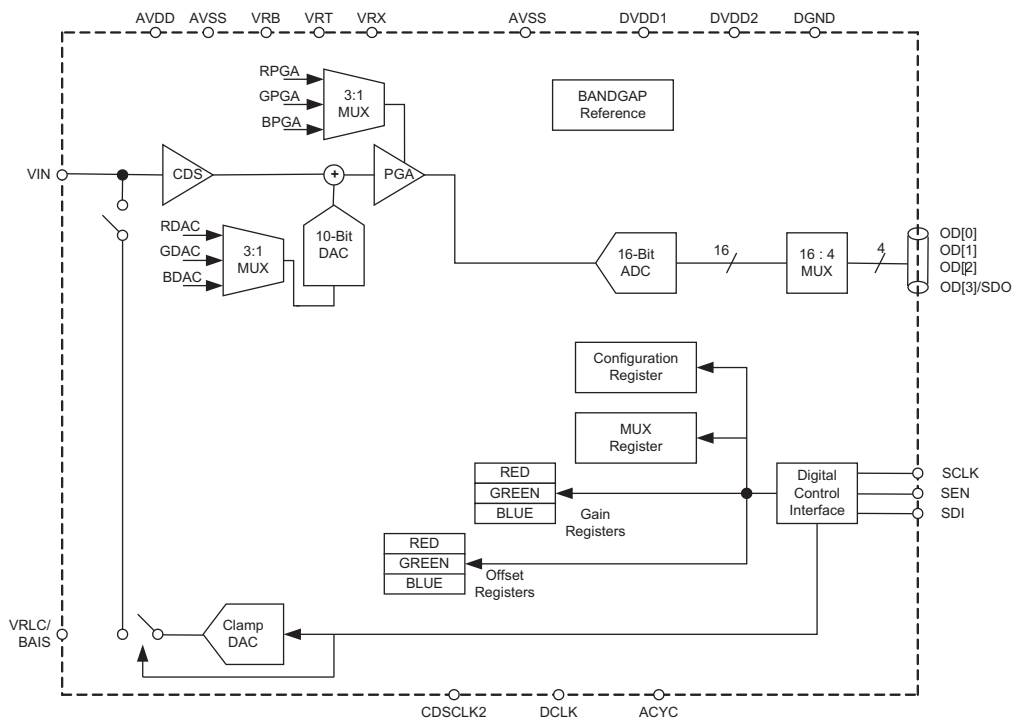 AVDD AVSS VRB VRT VRX AVSS DVDD1 DVDD2 DGND
RPGA
GPGA
BPGA
3:1
MUX
BANDGAP
Reference
VIN
CDS
+
PGA
RDAC
GDAC
BDAC
3:1
MUX
10-Bit
DAC
16-Bit
ADC
16
16 : 4
MUX
4
OD[0]
OD[1]
OD[2]
OD[3]/SDO
Configuration
Register
MUX
Register
RED
GREEN
BLUE
Gain
Registers
Digital
Control
Interface
SCLK
SEN
SDI
RED
GREEN
BLUE
Offset
Registers
VRLC/
BAIS
Clamp
DAC
CDSCLK2 DCLK ACYC